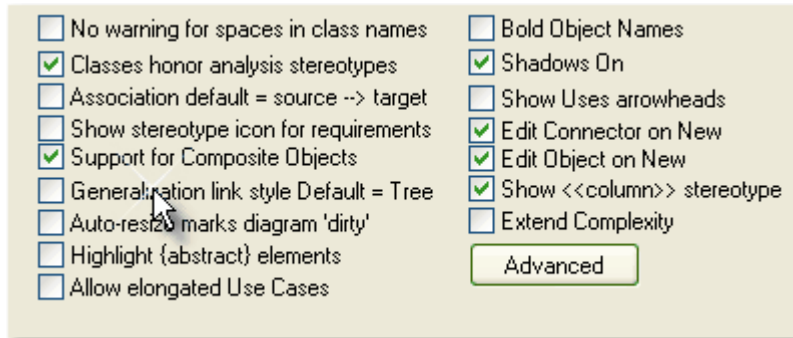 No warning for spaces in class names
Classes honor analysis stereotypes
Association default = source --> target
Show stereotype icon for requirements
Support for Composite Objects
Generalization link style Default = Tree
Auto-resize marks diagram 'dirty'
Highlight {abstract} elements
Allow elongated Use Cases
Bold Object Names
Shadows On
Show Uses arrowheads
Edit Connector on New
Edit Object on New
Show <<column>> stereotype
Extend Complexity
Advanced